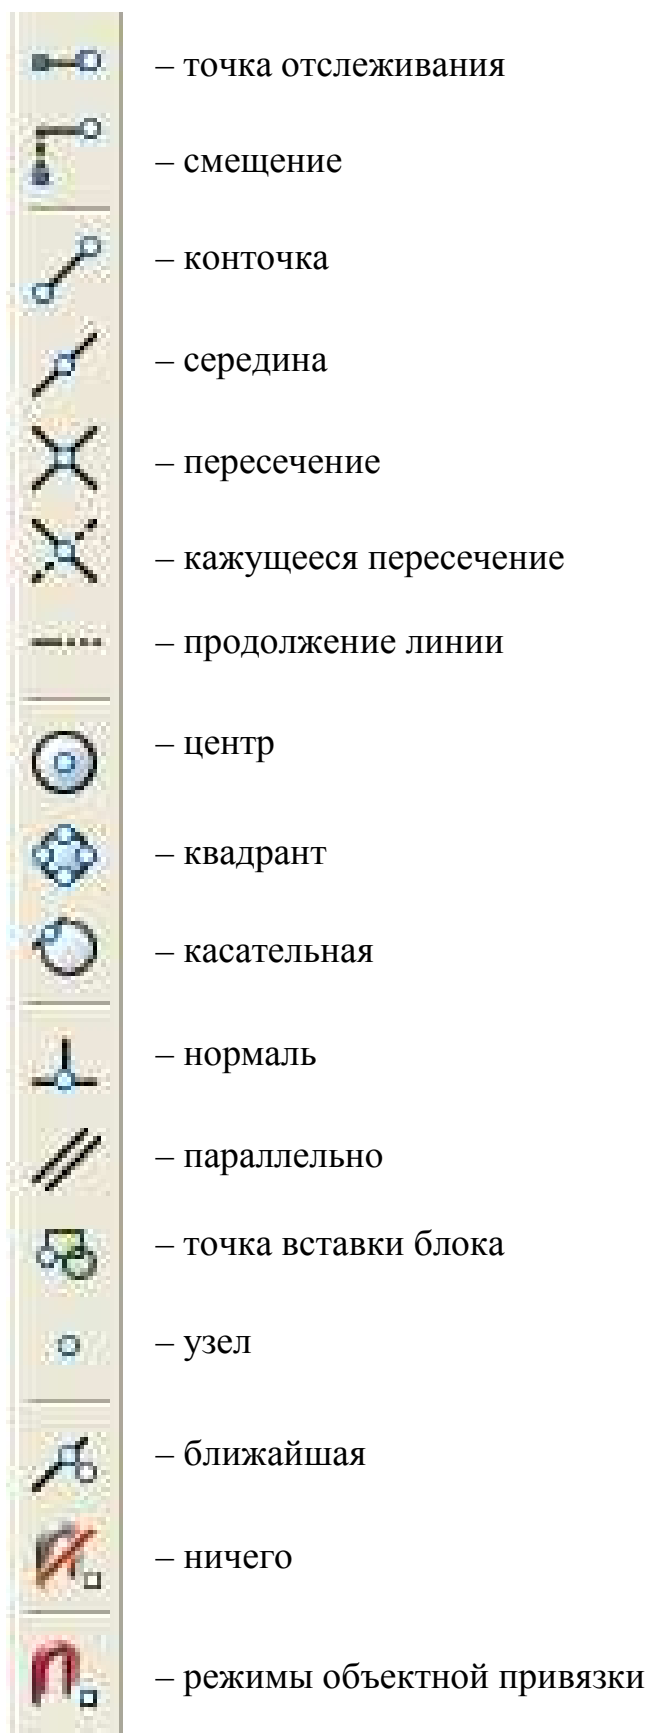 – точка отслеживания
– смещение
– конточка
– середина
– пересечение
– кажущееся пересечение
– продолжение линии
– центр
– квадрант
– касательная
– нормаль
– параллельно
– точка вставки блока
– узел
– ближайшая
– ничего
– режимы объектной привязки